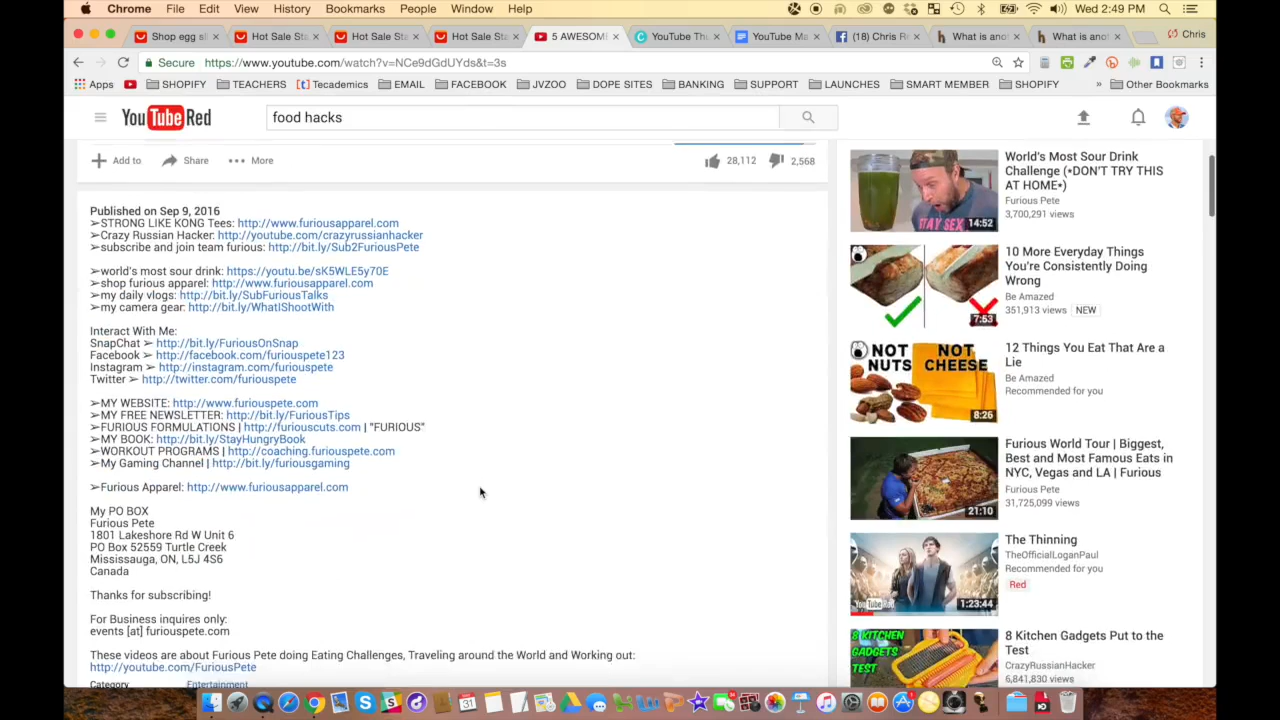 Chrome File Edit View History Bookmarks People Window Help Wed 2:49 PM
Shop egg sli Hot Sale Sta Hot Sale Sta Hot Sale Sta 5 AWESOM YouTube Thu YouTube Ma (18) Chris Re What is anot What is anot Chris
Secure https://www.youtube.com/watch?v=NCe9dGdUYds&t=3s
Apps SHOPIFY TEACHERS [t] Tecademics EMAIL FACEBOOK JVZOO DOPE SITES BANKING SUPPORT LAUNCHES SMART MEMBER SHOPIFY » Other Bookmarks
YouTube Red food hacks
Add to Share More 28,112 2,568
Published on Sep 9, 2016
➢STRONG LIKE KONG Tees: http://www.furiousapparel.com
➢Crazy Russian Hacker: http://youtube.com/crazyrussianhacker
➢subscribe and join team furious: http://bit.ly/Sub2FuriousPete
➢world's most sour drink: https://youtu.be/sK5WLE5y70E
➢shop furious apparel: http://www.furiousapparel.com
➢my daily vlogs: http://bit.ly/SubFuriousTalks
➢my camera gear: http://bit.ly/WhatIShootWith
Interact With Me:
SnapChat ➢ http://bit.ly/FuriousOnSnap
Facebook ➢ http://facebook.com/furiouspete123
Instagram ➢ http://instagram.com/furiouspete
Twitter ➢ http://twitter.com/furiouspete
➢MY WEBSITE: http://www.furiouspete.com
➢MY FREE NEWSLETTER: http://bit.ly/FuriousTips
➢FURIOUS FORMULATIONS | http://furiouscuts.com | "FURIOUS"
➢MY BOOK: http://bit.ly/StayHungryBook
➢WORKOUT PROGRAMS | http://coaching.furiouspete.com
➢My Gaming Channel | http://bit.ly/furiousgaming
➢Furious Apparel: http://www.furiousapparel.com
My PO BOX
Furious Pete
1801 Lakeshore Rd W Unit 6
PO Box 52559 Turtle Creek
Mississauga, ON, L5J 4S6
Canada
Thanks for subscribing!
For Business inquires only:
events [at] furiouspete.com
These videos are about Furious Pete doing Eating Challenges, Traveling around the World and Working out:
http://youtube.com/FuriousPete
Category Entertainment
STAY SEX
14:52
World's Most Sour Drink
Challenge (*DON'T TRY THIS
AT HOME*)
Furious Pete
3,700,291 views
7:53
10 More Everyday Things
You're Consistently Doing
Wrong
Be Amazed
351,913 views NEW
NOT NUTS
NOT CHEESE
8:26
12 Things You Eat That Are a
Lie
Be Amazed
Recommended for you
21:10
Furious World Tour | Biggest,
Best and Most Famous Eats in
NYC, Vegas and LA | Furious
Furious Pete
31,725,099 views
YouTube Red
1:23:44
The Thinning
TheOfficialLoganPaul
Recommended for you
Red
8 KITCHEN
GADGETS
TEST
8 Kitchen Gadgets Put to the
Test
CrazyRussianHacker
6,841,830 views